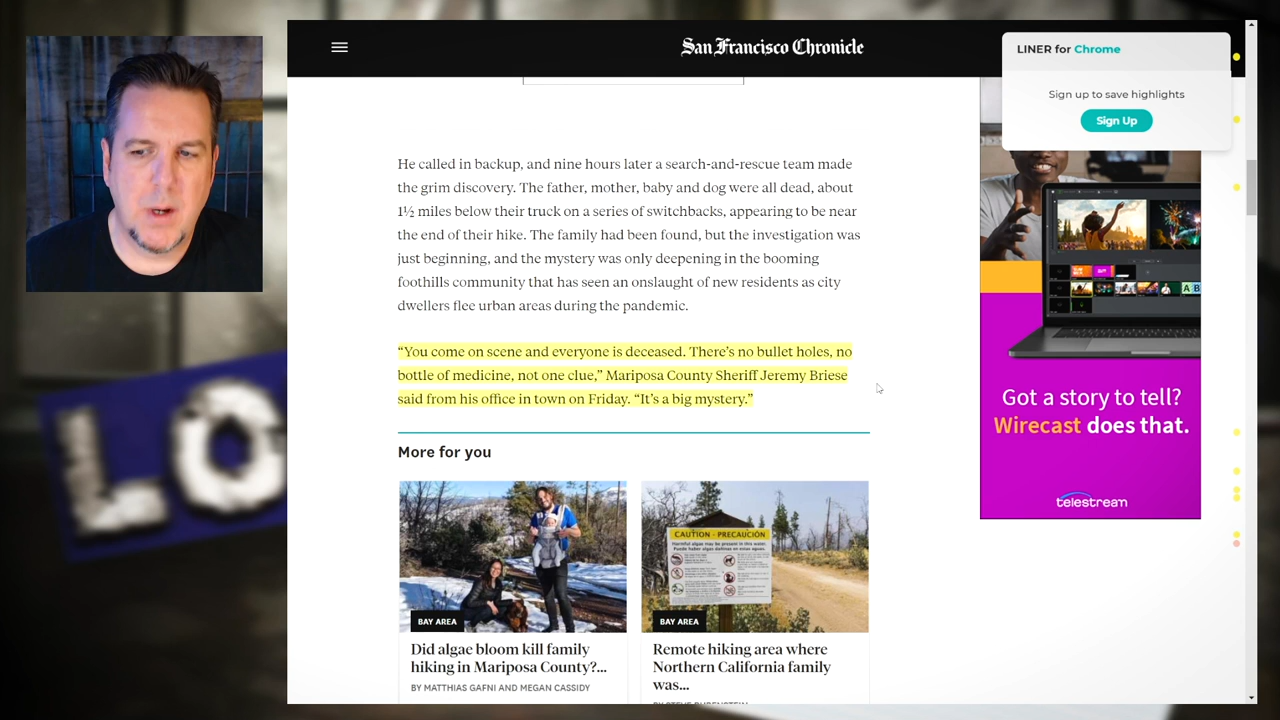 San Francisco Chronicle
LINER for Chrome
Sign up to save highlights
Sign Up
He called in backup, and nine hours later a search-and-rescue team made
the grim discovery. The father, mother, baby and dog were all dead, about
1½ miles below their truck on a series of switchbacks, appearing to be near
the end of their hike. The family had been found, but the investigation was
just beginning, and the mystery was only deepening in the booming
foothills community that has seen an onslaught of new residents as city
dwellers flee urban areas during the pandemic.
“You come on scene and everyone is deceased. There’s no bullet holes, no
bottle of medicine, not one clue,” Mariposa County Sheriff Jeremy Briese
said from his office in town on Friday. “It’s a big mystery.”
Got a story to tell?
Wirecast does that.
telestream
More for you
CAUTION - PRECAUCIÓN
Harmful algae may be present in this water.
BAY AREA
Did algae bloom kill family
hiking in Mariposa County?...
BY MATTHIAS GAFNI AND MEGAN CASSIDY
BAY AREA
Remote hiking area where
Northern California family
was...
LO